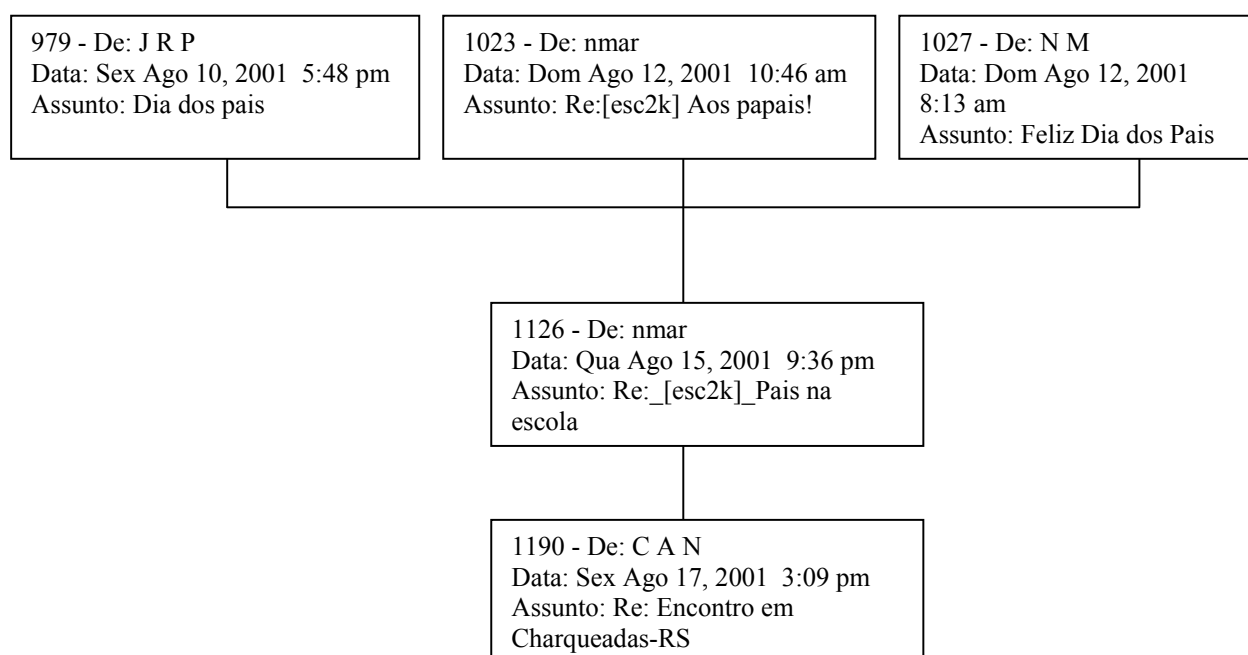 979 - De: J R P
Data: Sex Ago 10, 2001  5:48 pm
Assunto: Dia dos pais
1023 - De: nmar
Data: Dom Ago 12, 2001  10:46 am
Assunto: Re:[esc2k] Aos papais!
1027 - De: N M
Data: Dom Ago 12, 2001
8:13 am
Assunto: Feliz Dia dos Pais
1126 - De: nmar
Data: Qua Ago 15, 2001  9:36 pm
Assunto: Re:_[esc2k]_Pais na
escola
1190 - De: C A N
Data: Sex Ago 17, 2001  3:09 pm
Assunto: Re: Encontro em
Charqueadas-RS